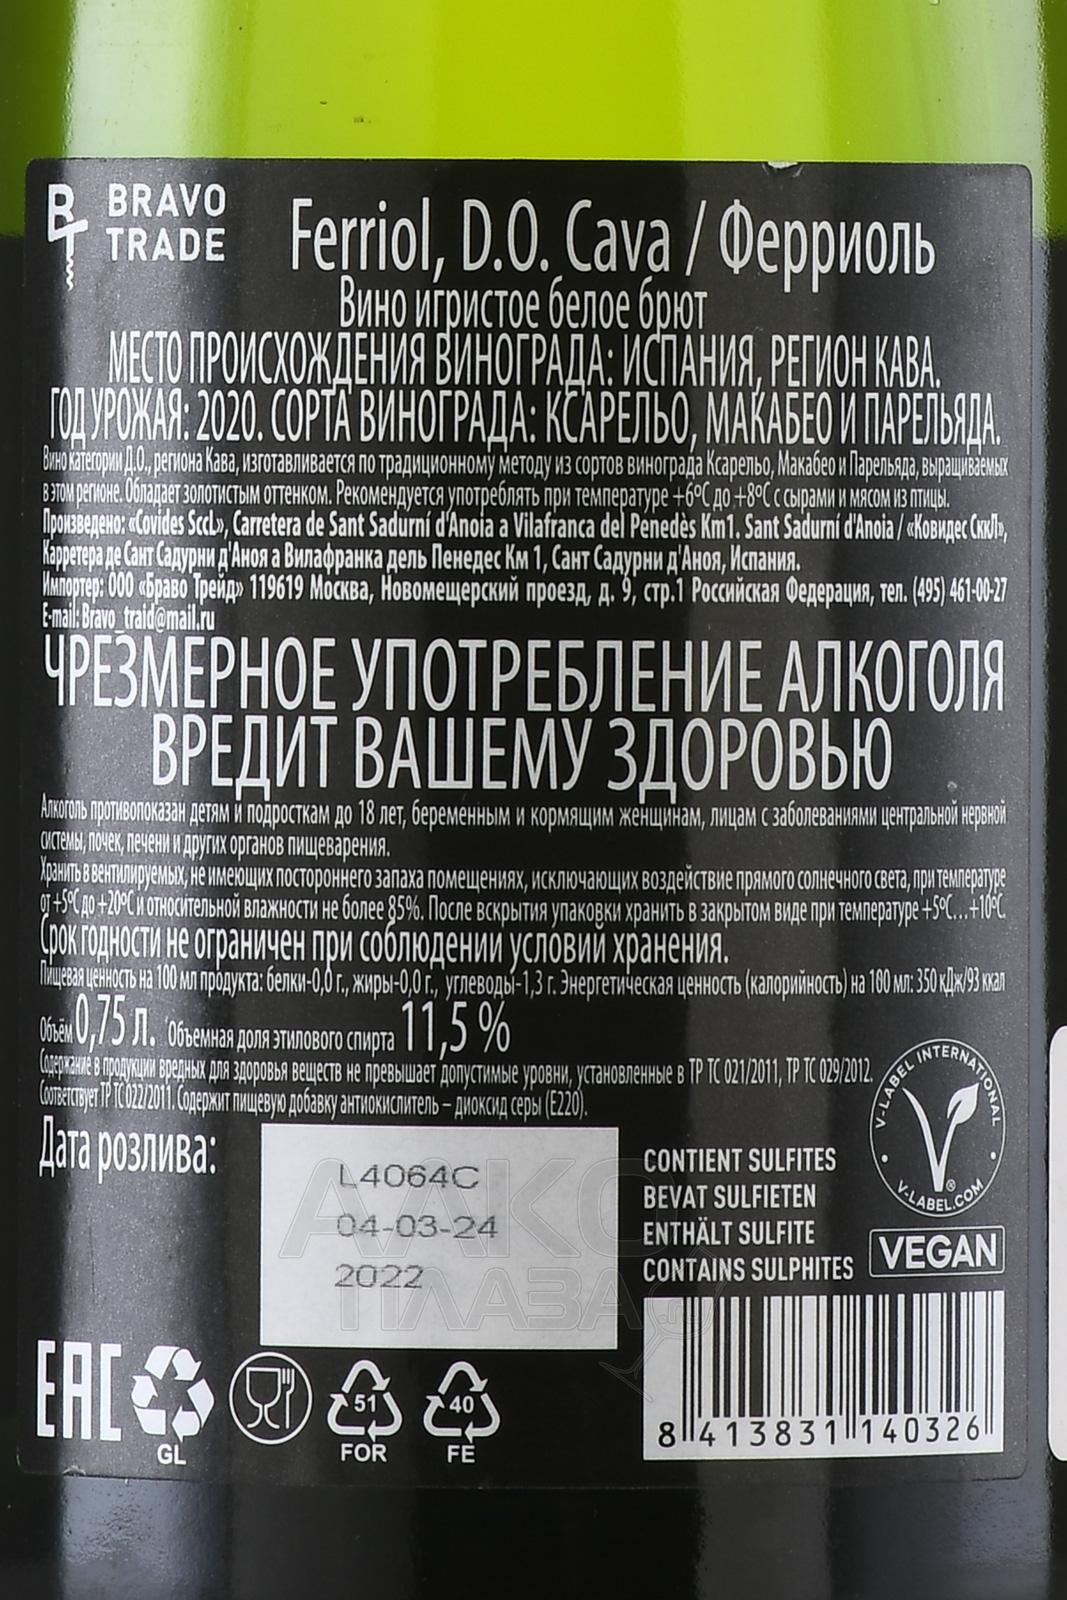 BRAVO
TRADE
Ferriol, D.O. Cava / Ферриоль
Вино игристое белое брют
МЕСТО ПРОИСХОЖДЕНИЯ ВИНОГРАДА: ИСПАНИЯ, РЕГИОН КАВА.
ГОД УРОЖАЯ: 2020. СОРТА ВИНОГРАДА: КСАРЕЛЬО, МАКАБЕО И ПАРЕЛЬЯДА.
Вино категории Д.О., региона Кава, изготавливается по традиционному методу из сортов винограда Ксарельо, Макабео и Парельяда, выращиваемых
в этом регионе. Обладает золотистым оттенком. Рекомендуется употреблять при температуре +6ºС до +8ºС с сырами и мясом из птицы.
Произведено: «Covides SccL», Carretera de Sant Sadurní d'Anoia a Vilafranca del Penedès Km1. Sant Sadurní d'Anoia / «Ковидес СккЛ»,
Карретера де Сант Садурни д'Аноя а Вилафранка дель Пенедес Км 1, Сант Садурни д'Аноя, Испания.
Импортер: ООО «Браво Трейд» 119619 Москва, Новомещерский проезд, д. 9, стр.1 Российская Федерация, тел. (495) 461-00-27
E-mail: Bravo_traid@mail.ru
ЧРЕЗМЕРНОЕ УПОТРЕБЛЕНИЕ АЛКОГОЛЯ
ВРЕДИТ ВАШЕМУ ЗДОРОВЬЮ
Алкоголь противопоказан детям и подросткам до 18 лет, беременным и кормящим женщинам, лицам с заболеваниями центральной нервной
системы, почек, печени и других органов пищеварения.
Хранить в вентилируемых, не имеющих постороннего запаха помещениях, исключающих воздействие прямого солнечного света, при температуре
от +5ºС до +20ºС и относительной влажности не более 85%. После вскрытия упаковки хранить в закрытом виде при температуре +5ºС...+10ºС.
Срок годности не ограничен при соблюдении условий хранения.
Пищевая ценность на 100 мл продукта: белки-0,0 г., жиры-0,0 г., углеводы-1,3 г. Энергетическая ценность (калорийность) на 100 мл: 350 кДж/93 ккал
Объём 0,75 л. Объемная доля этилового спирта 11,5 %
Содержание в продукции вредных для здоровья веществ не превышает допустимые уровни, установленные в ТР ТС 021/2011, ТР ТС 029/2012.
Соответствует ТР ТС 022/2011. Содержит пищевую добавку антиокислитель – диоксид серы (Е220).
V-LABEL INTERNATIONAL
V-LABEL.COM
Дата розлива:
L4064C
04-03-24
2022
CONTIENT SULFITES
BEVAT SULFIETEN
ENTHÄLT SULFITE
CONTAINS SULPHITES
VEGAN
АЛКО
ПЛАЗА
EAC
GL
51
FOR
40
FE
8 413831 140326